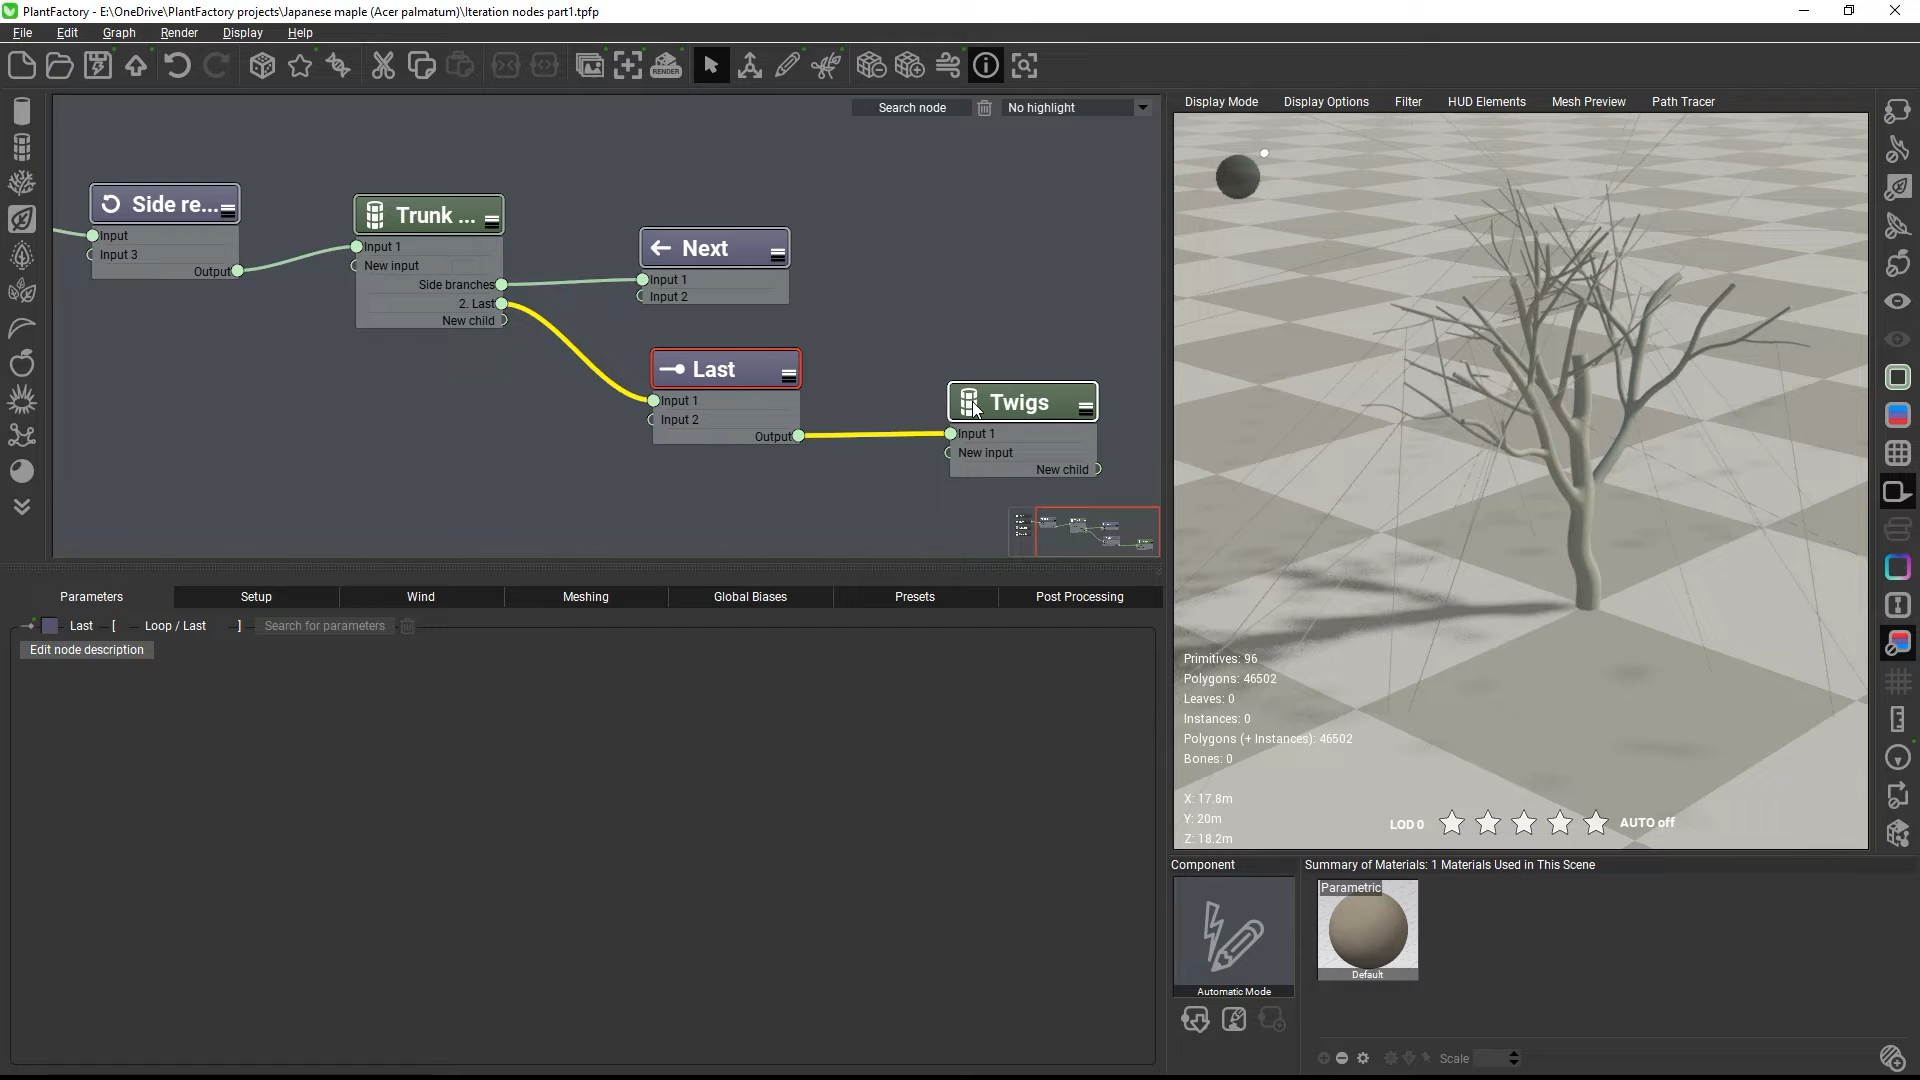 PlantFactory - E:\OneDrive\PlantFactory projects\Japanese maple (Acer palmatum)\Iteration nodes part1.tpfp
File Edit Graph Render Display Help
RENDER
Search node
No highlight
Display Mode Display Options Filter HUD Elements Mesh Preview Path Tracer
Side re...
Input
Input 3
Output
Trunk ...
Input 1
New input
Side branches
2. Last
New child
Next
Input 1
Input 2
Last
Input 1
Input 2
Output
Twigs
Input 1
New input
New child
Parameters Setup Wind Meshing Global Biases Presets Post Processing
Last [ Loop / Last ] Search for parameters
Edit node description
Primitives: 96
Polygons: 46502
Leaves: 0
Instances: 0
Polygons (+ Instances): 46502
Bones: 0
X: 17.8m
Y: 20m
Z: 18.2m
LOD 0 AUTO off
Component
Automatic Mode
Summary of Materials: 1 Materials Used in This Scene
Parametric
Default
Scale